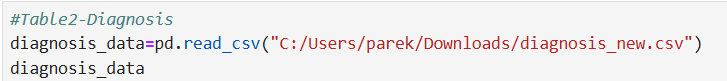 #Table2-Diagnosis
diagnosis_data=pd.read_csv("C:/Users/parek/Downloads/diagnosis_new.csv")
diagnosis_data